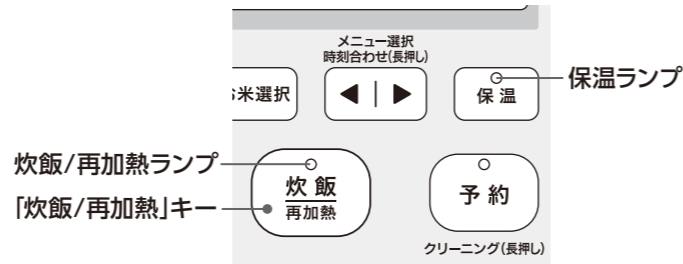 メニュー選択
時刻合わせ(長押し)
米選択
◀ | ▶
保温
保温ランプ
炊飯/再加熱ランプ
「炊飯/再加熱」キー
炊飯
再加熱
予約
クリーニング(長押し)